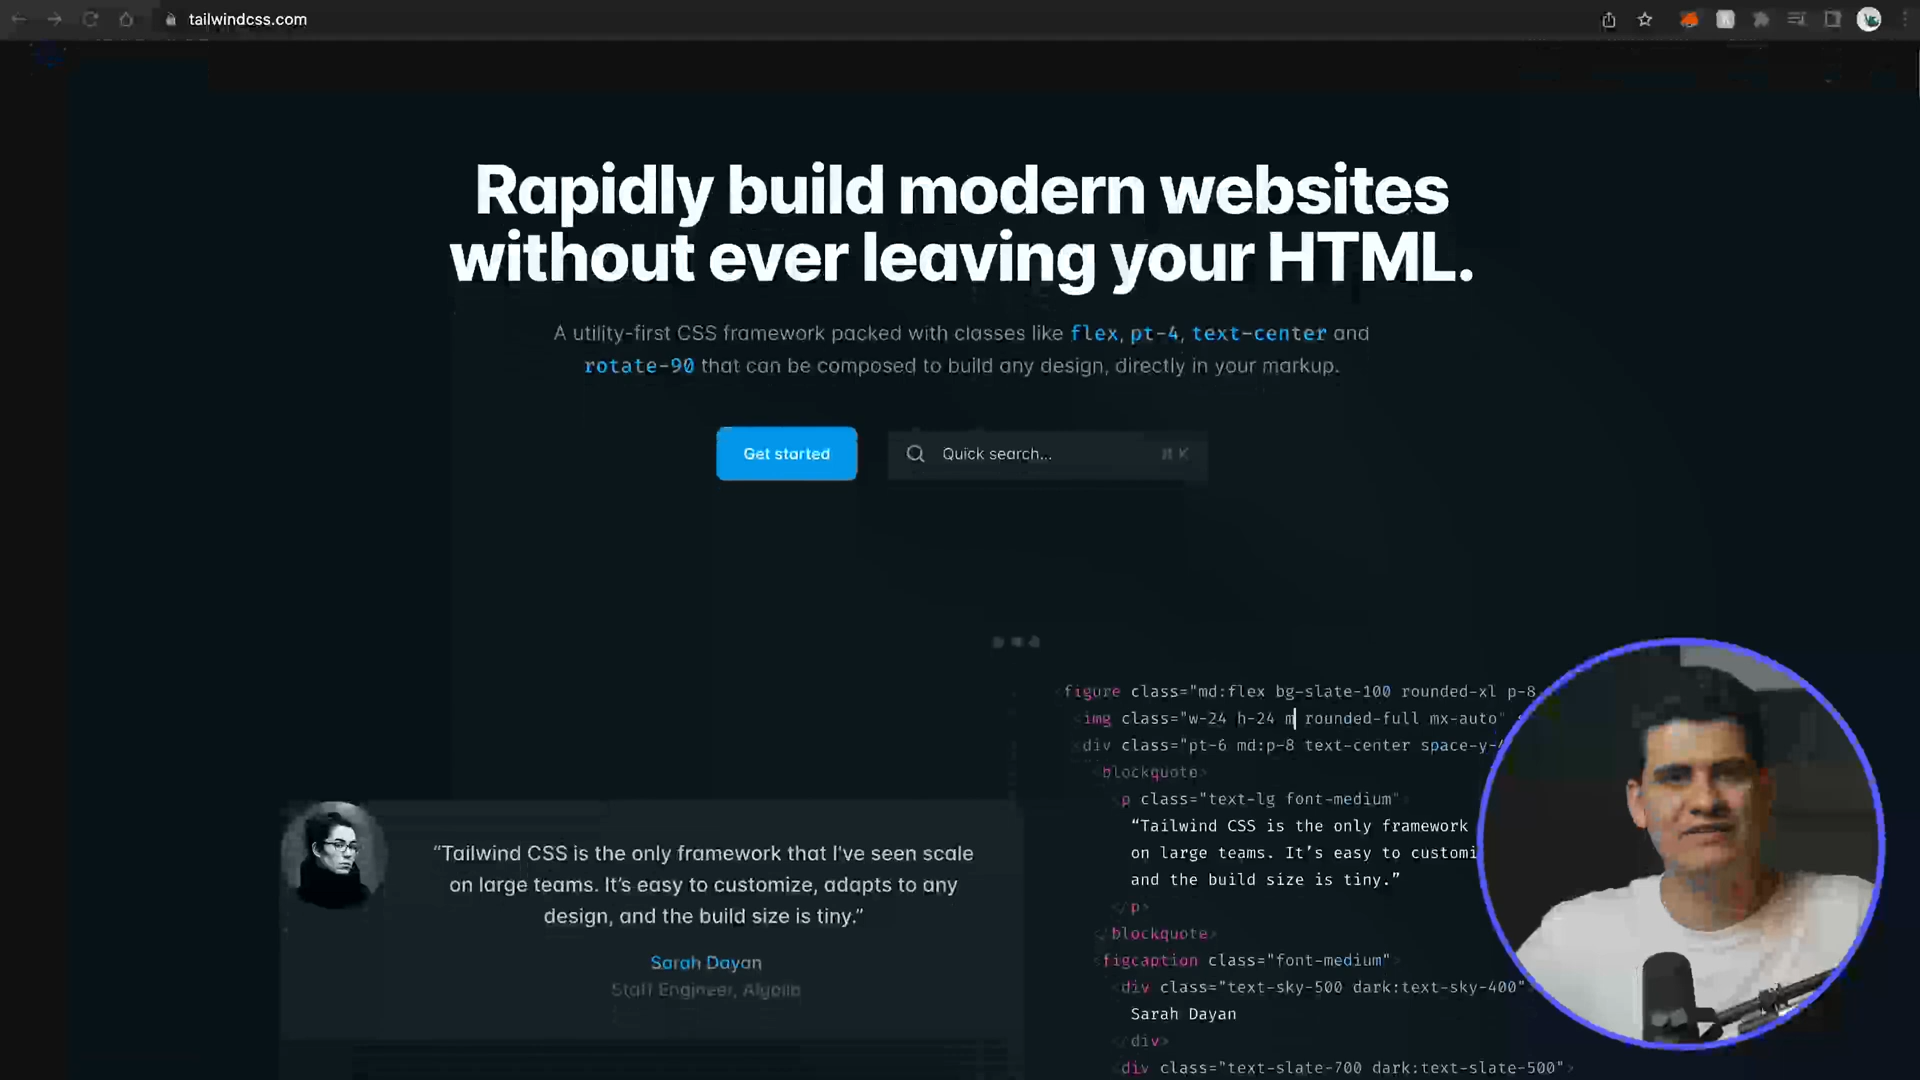 tailwindcss.com
Rapidly build modern websites
without ever leaving your HTML.
A utility-first CSS framework packed with classes like flex, pt-4, text-center and
rotate-90 that can be composed to build any design, directly in your markup.
Get started
Quick search...
⌘ K
“Tailwind CSS is the only framework that I've seen scale
on large teams. It’s easy to customize, adapts to any
design, and the build size is tiny.”
Sarah Dayan
Staff Engineer, Algolia
<figure class="md:flex bg-slate-100 rounded-xl p-8
<img class="w-24 h-24 m rounded-full mx-auto"
<div class="pt-6 md:p-8 text-center space-y-4
<blockquote>
<p class="text-lg font-medium">
“Tailwind CSS is the only framework
on large teams. It’s easy to customi
and the build size is tiny.”
</p>
</blockquote>
<figcaption class="font-medium">
<div class="text-sky-500 dark:text-sky-400">
Sarah Dayan
</div>
<div class="text-slate-700 dark:text-slate-500">